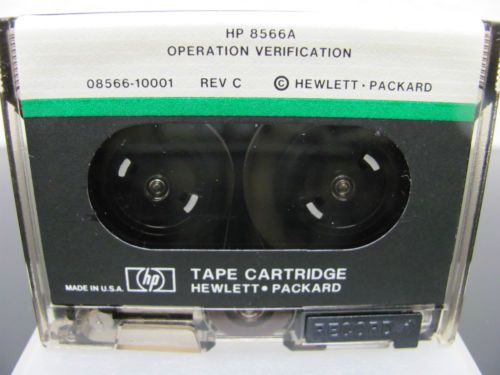 HP 8566A
OPERATION VERIFICATION
08566-10001 REV C © HEWLETT·PACKARD
MADE IN U.S.A. hp TAPE CARTRIDGE
HEWLETT·PACKARD
RECORD